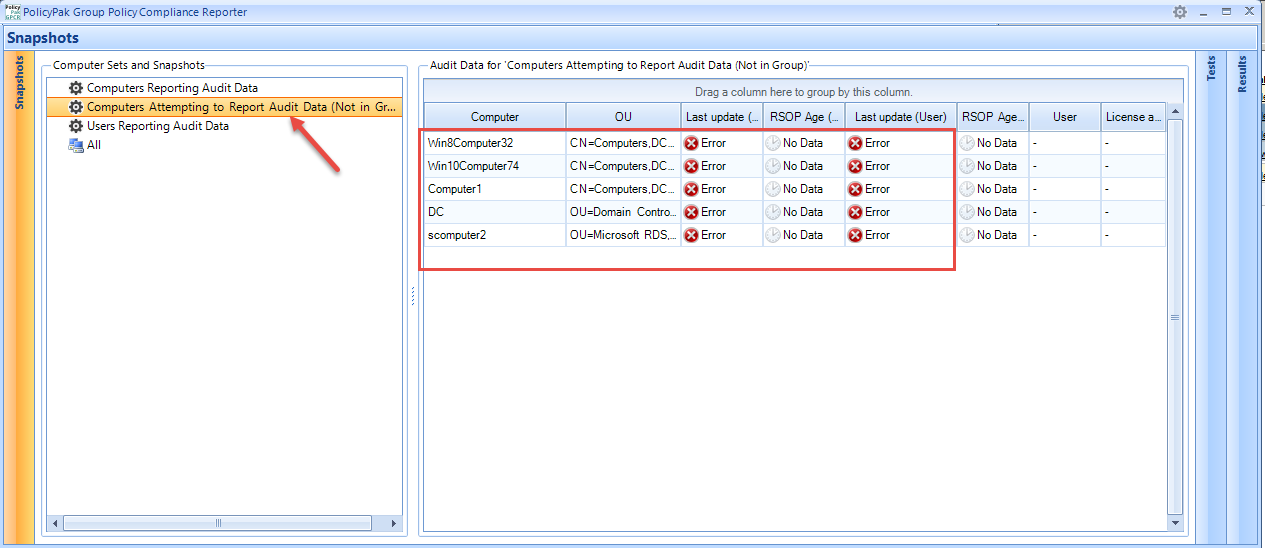 Policy Pak GPCR PolicyPak Group Policy Compliance Reporter
Snapshots
Snapshots
Computer Sets and Snapshots
Computers Reporting Audit Data
Computers Attempting to Report Audit Data (Not in Gr...
Users Reporting Audit Data
All
Audit Data for 'Computers Attempting to Report Audit Data (Not in Group)'
Drag a column here to group by this column.
Computer OU Last update (... RSOP Age (... Last update (User) RSOP Age... User License a...
Win8Computer32 CN=Computers,DC... Error No Data Error No Data - -
Win10Computer74 CN=Computers,DC... Error No Data Error No Data - -
Computer1 CN=Computers,DC... Error No Data Error No Data - -
DC OU=Domain Contro... Error No Data Error No Data - -
scomputer2 OU=Microsoft RDS,... Error No Data Error No Data - -
Tests
Results